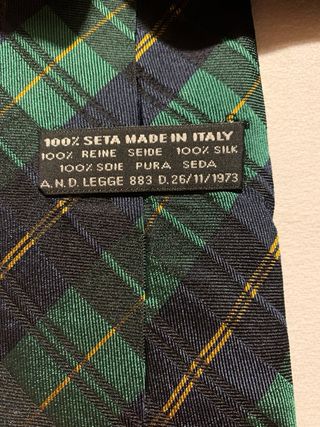 100% SETA MADE IN ITALY
100% REINE SEIDE 100% SILK
100% SOIE PURA SEDA
A.N.D. LEGGE 883 D. 26/11/1973